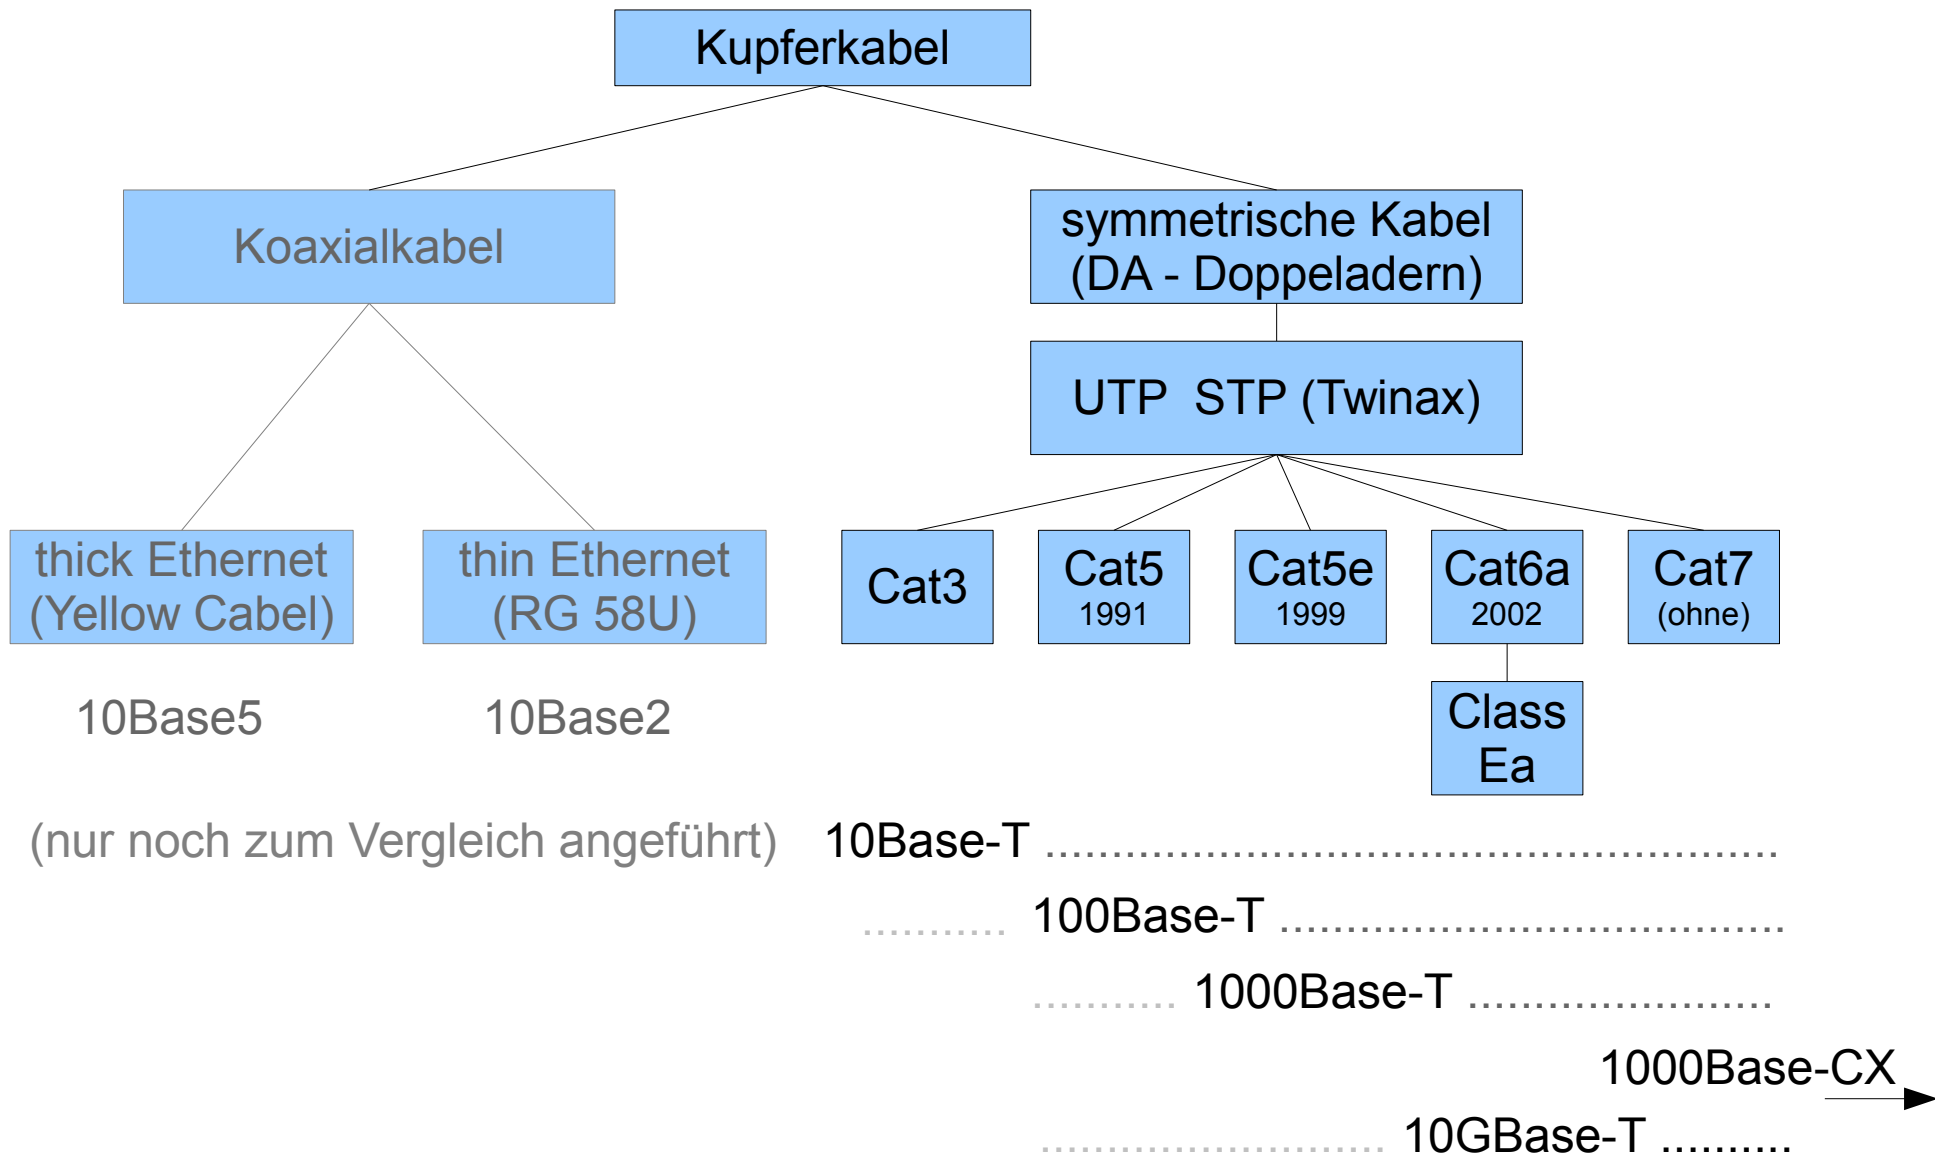 Kupferkabel
Koaxialkabel
symmetrische Kabel
(DA - Doppeladern)
UTP  STP (Twinax)
thick Ethernet
(Yellow Cabel)
thin Ethernet
(RG 58U)
Cat3
Cat5
1991
Cat5e
1999
Cat6a
2002
Cat7
(ohne)
10Base5
10Base2
Class
Ea
(nur noch zum Vergleich angeführt)
10Base-T .......................................................
........... 100Base-T ......................................
........... 1000Base-T .......................
1000Base-CX
.......................... 10GBase-T ..........